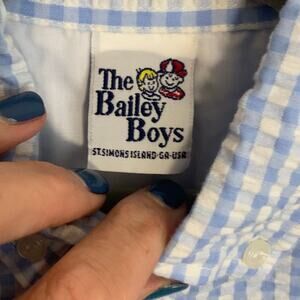 The
Bailey
Boys
ST. SIMONS ISLAND-GA-USA